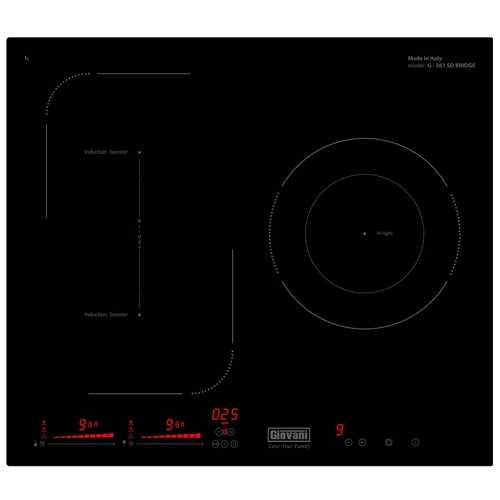 Made in Italy
model: G - 361 SD BRIDGE
Induction booster
Hi-light
Induction booster
025
9
9
9
Giovani
Love Your Family